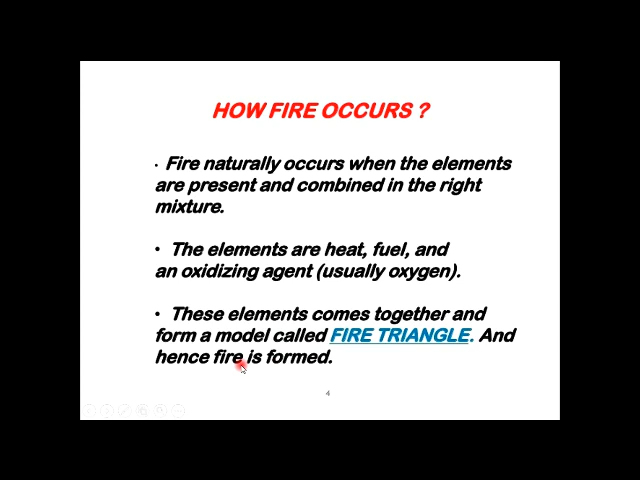 HOW FIRE OCCURS ?
• Fire naturally occurs when the elements
are present and combined in the right
mixture.
• The elements are heat, fuel, and
an oxidizing agent (usually oxygen).
• These elements comes together and
form a model called FIRE TRIANGLE. And
hence fire is formed.
4